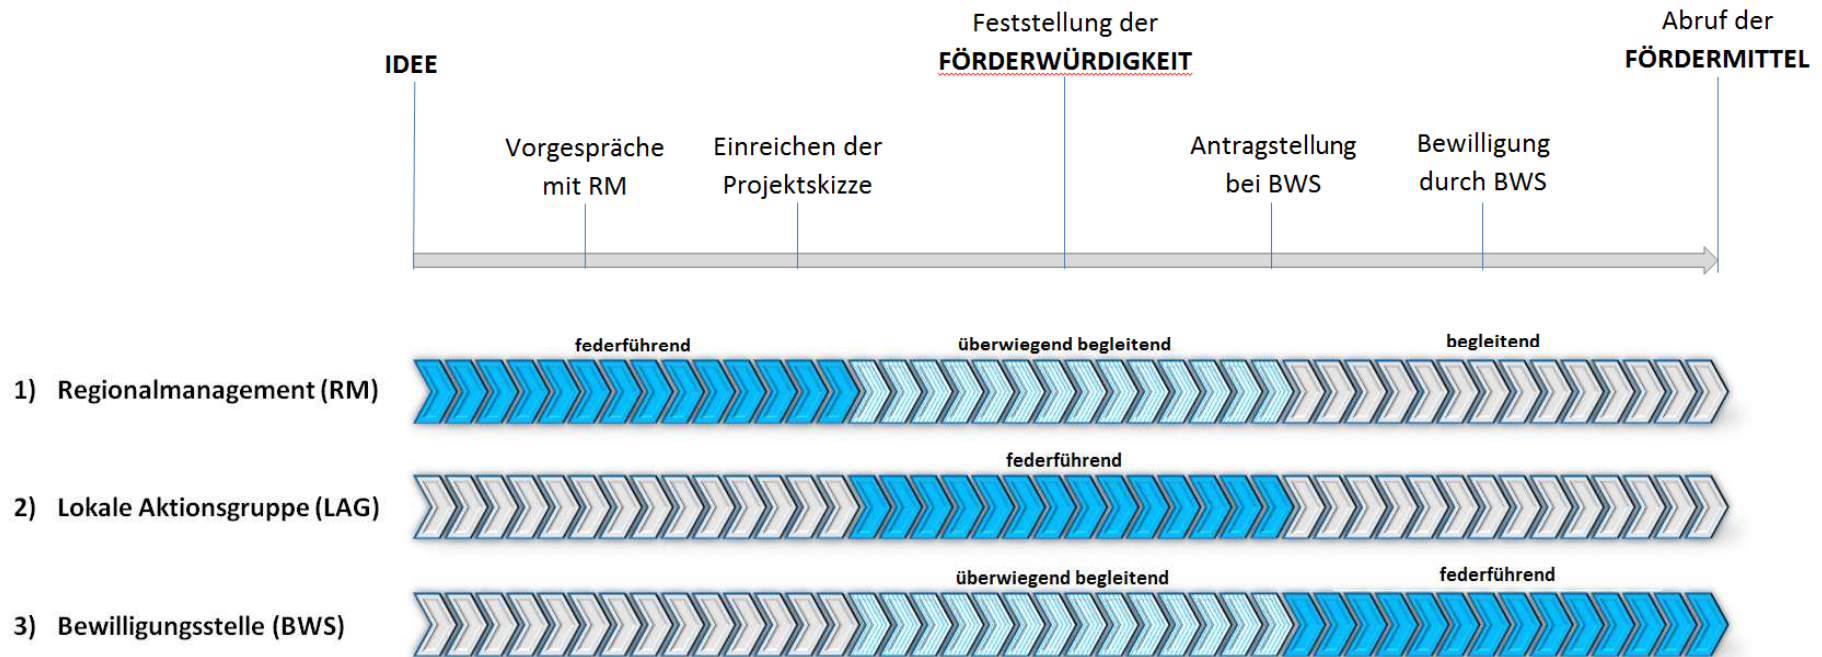 IDEE
Feststellung der
FÖRDERWÜRDIGKEIT
Abruf der
FÖRDERMITTEL
Vorgespräche
mit RM
Einreichen der
Projektskizze
Antragstellung
bei BWS
Bewilligung
durch BWS
federführend
überwiegend begleitend
begleitend
1) Regionalmanagement (RM)
federführend
2) Lokale Aktionsgruppe (LAG)
überwiegend begleitend
federführend
3) Bewilligungsstelle (BWS)